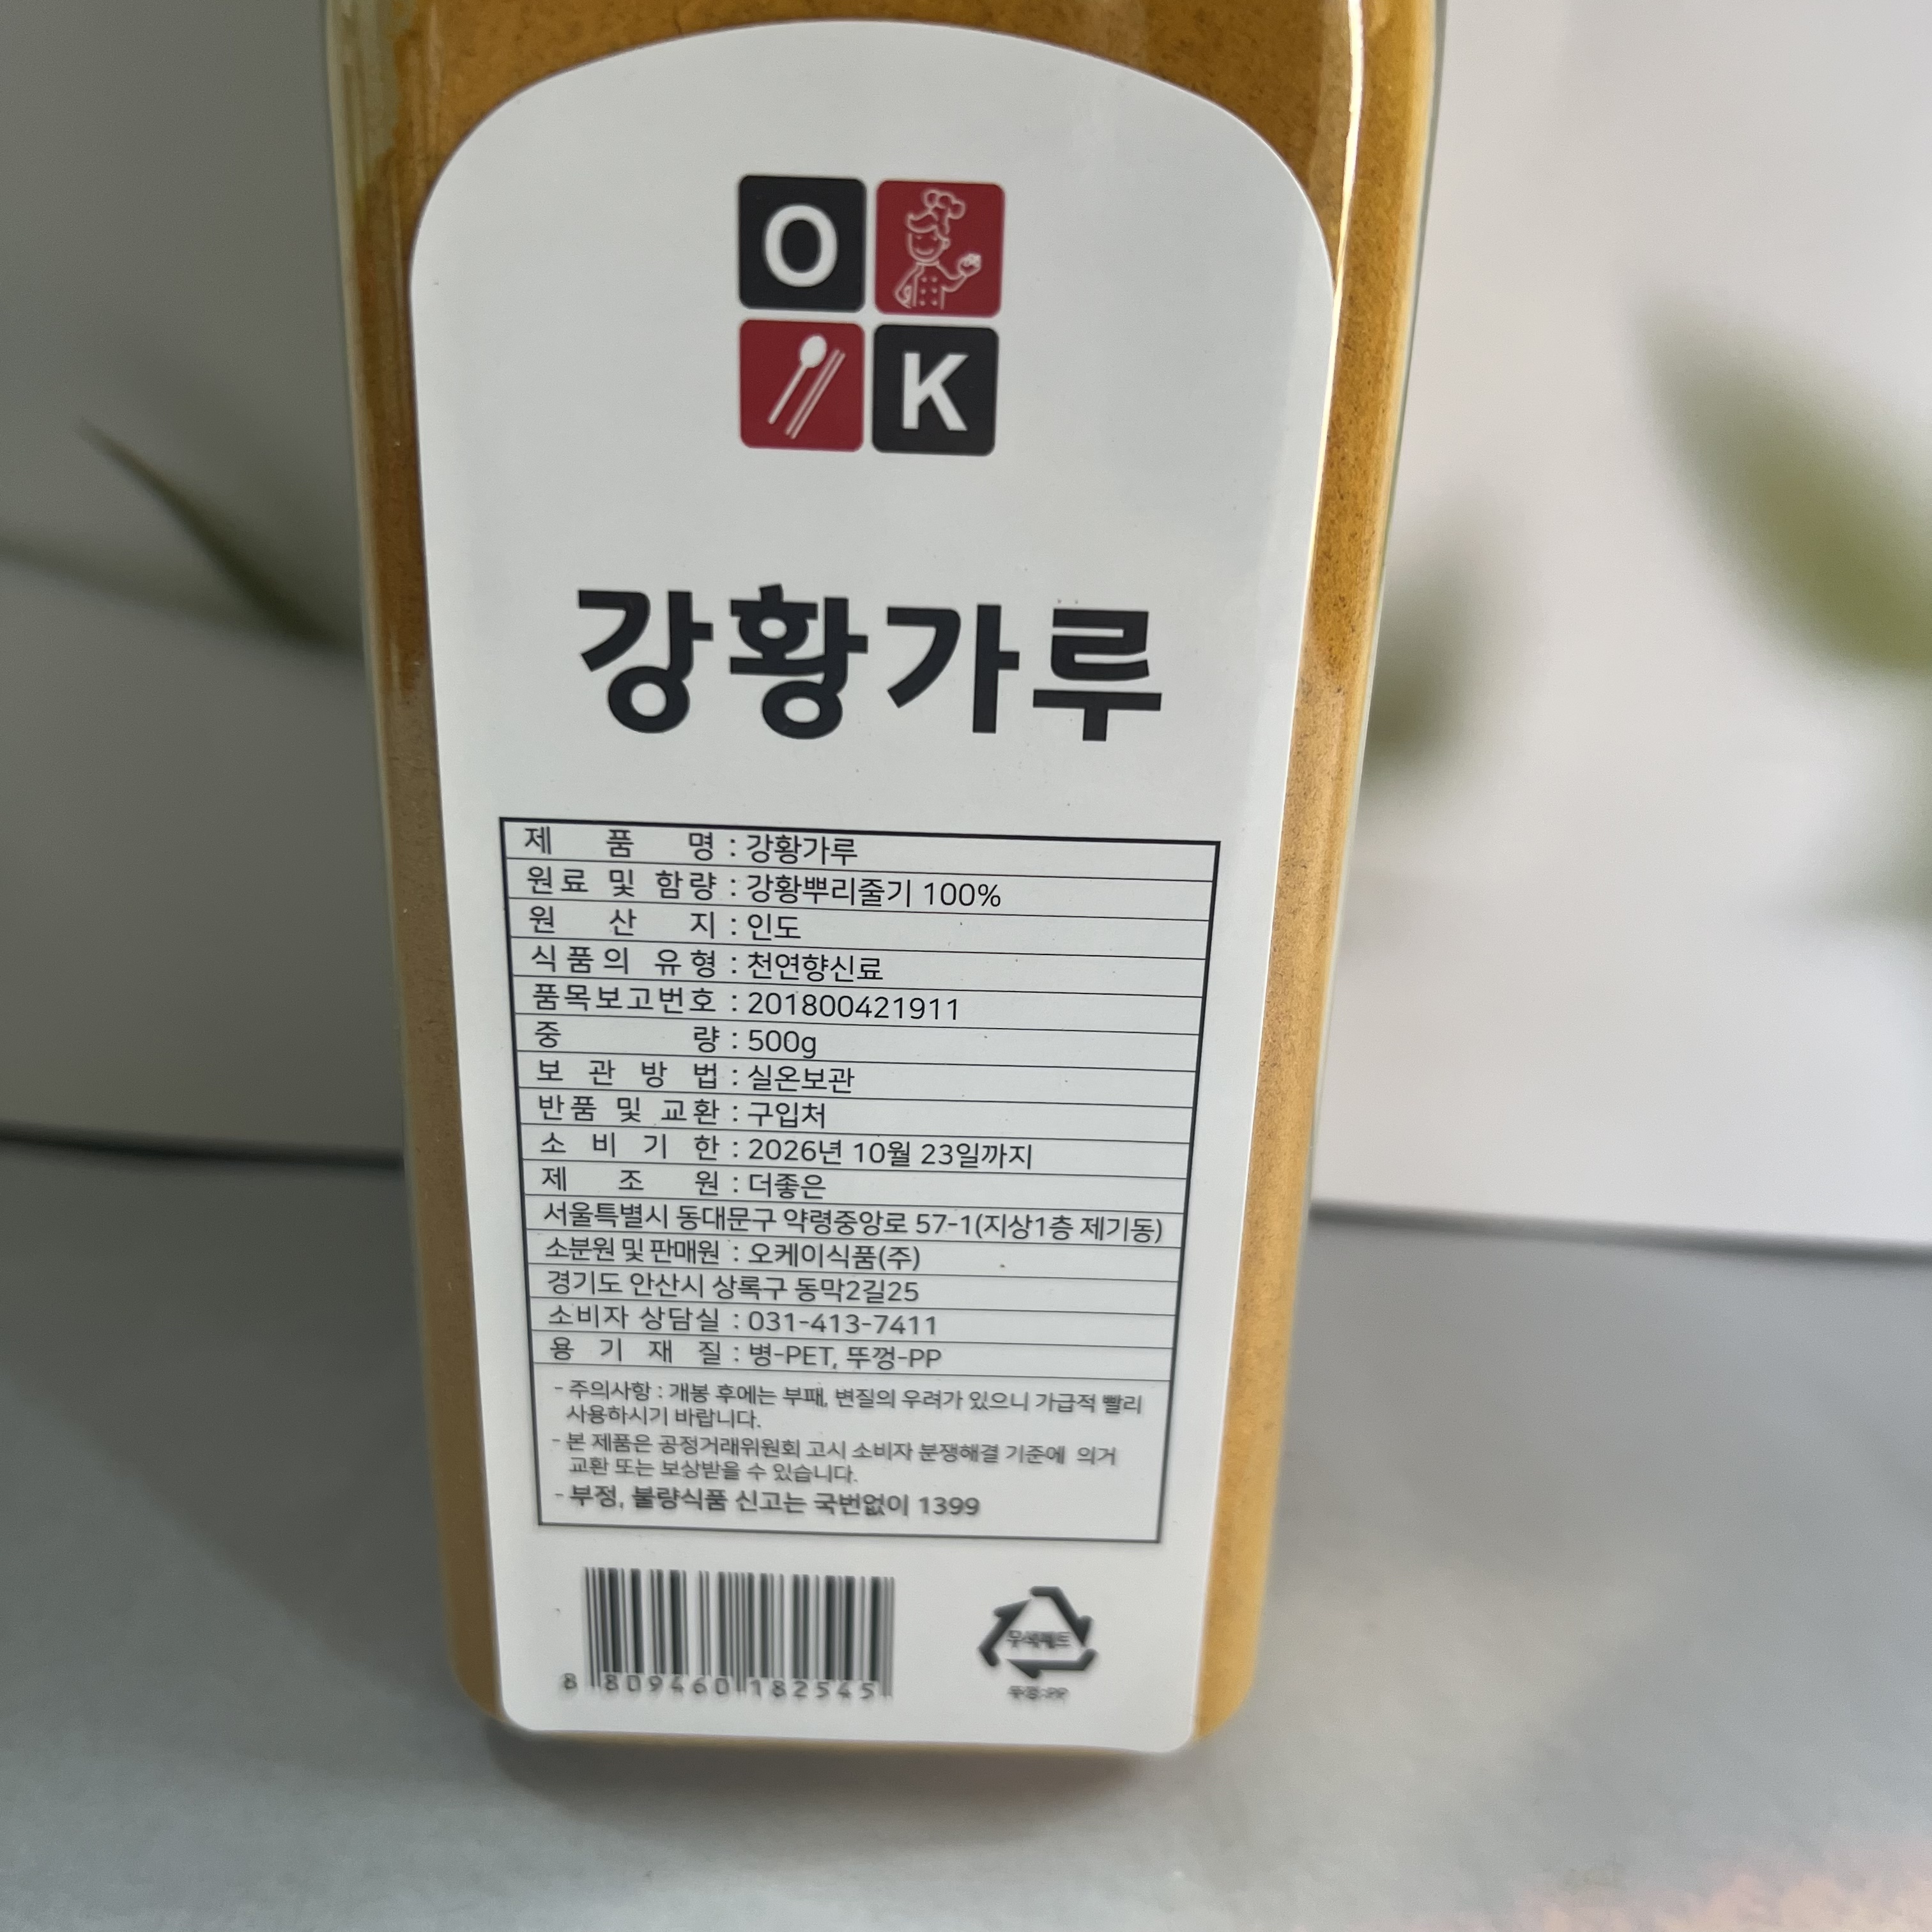 O
K
강황가루
제 품 명 : 강황가루
원료 및 함량 : 강황뿌리줄기 100%
원 산 지 : 인도
식품의 유형 : 천연향신료
품목보고번호 : 201800421911
중 량 : 500g
보 관 방 법 : 실온보관
반품 및 교환 : 구입처
소 비 기 한 : 2026년 10월 23일까지
제 조 원 : 더좋은
서울특별시 동대문구 약령중앙로 57-1(지상1층 제기동)
소분원 및 판매원 : 오케이식품(주)
경기도 안산시 상록구 동막2길25
소비자 상담실 : 031-413-7411
용 기 재 질 : 병-PET, 뚜껑-PP
- 주의사항 : 개봉 후에는 부패, 변질의 우려가 있으니 가급적 빨리
사용하시기 바랍니다.
- 본 제품은 공정거래위원회 고시 소비자 분쟁해결 기준에 의거
교환 또는 보상받을 수 있습니다.
- 부정, 불량식품 신고는 국번없이 1399
8 809460 182545
무색페트
뚜껑:PP